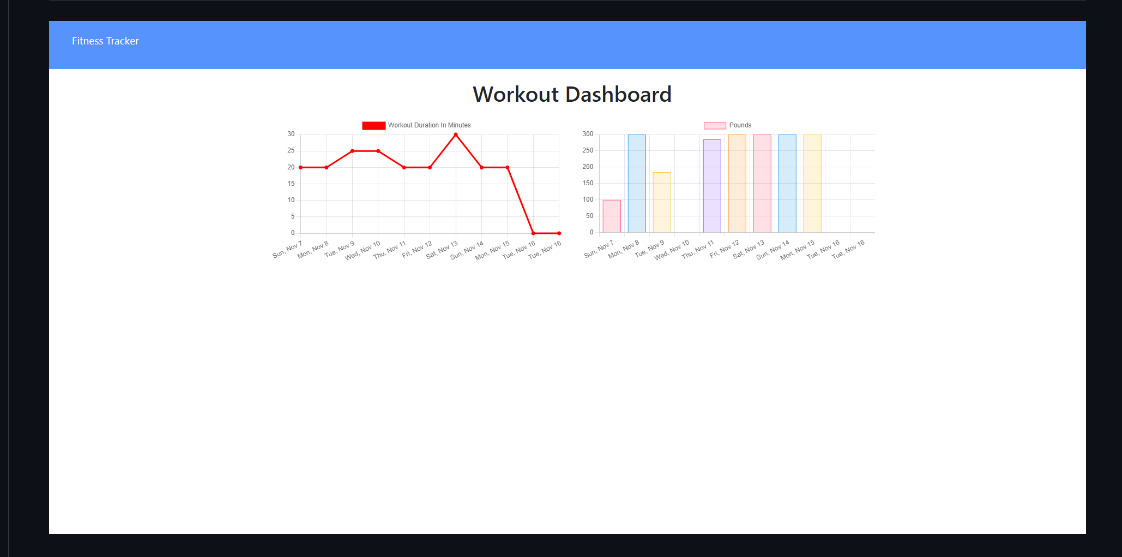 Fitness Tracker
Workout Dashboard
Workout Duration In Minutes
30
25
20
15
10
5
0
Sun, Nov 7
Mon, Nov 8
Tue, Nov 9
Wed, Nov 10
Thu, Nov 11
Fri, Nov 12
Sat, Nov 13
Sun, Nov 14
Mon, Nov 15
Tue, Nov 16
Tue, Nov 16
Pounds
300
250
200
150
100
50
0
Sun, Nov 7
Mon, Nov 8
Tue, Nov 9
Wed, Nov 10
Thu, Nov 11
Fri, Nov 12
Sat, Nov 13
Sun, Nov 14
Mon, Nov 15
Tue, Nov 16
Tue, Nov 16